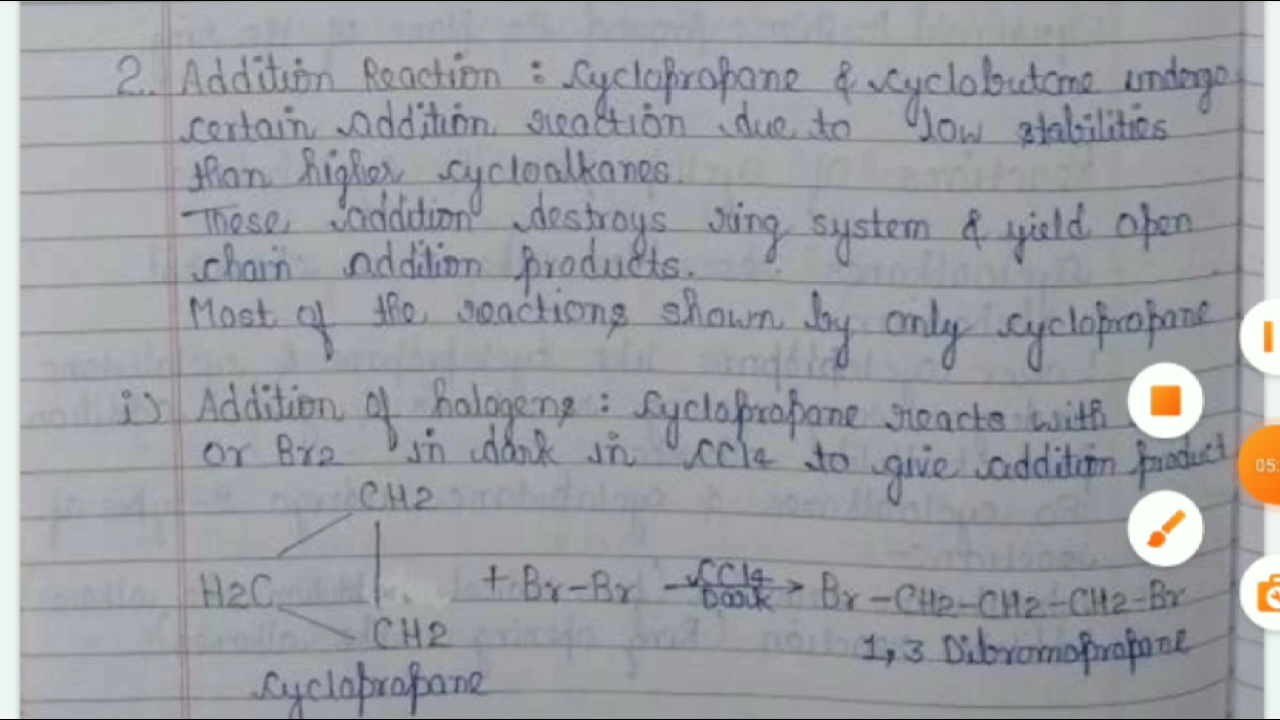 2. Addition Reaction : Cyclopropane & cyclobutane undergo
certain addition reaction due to low stabilities
than higher cycloalkanes.
These addition destroys ring system & yield open
chain addition products.
Most of the reactions shown by only cyclopropane
i) Addition of halogens : Cyclopropane reacts with
or Br2 in dark in CCl4 to give addition product
CH2
H2C + Br-Br CCl4 Dark → Br-CH2-CH2-CH2-Br
CH2 1,3 Dibromopropane
Cyclopropane
05: